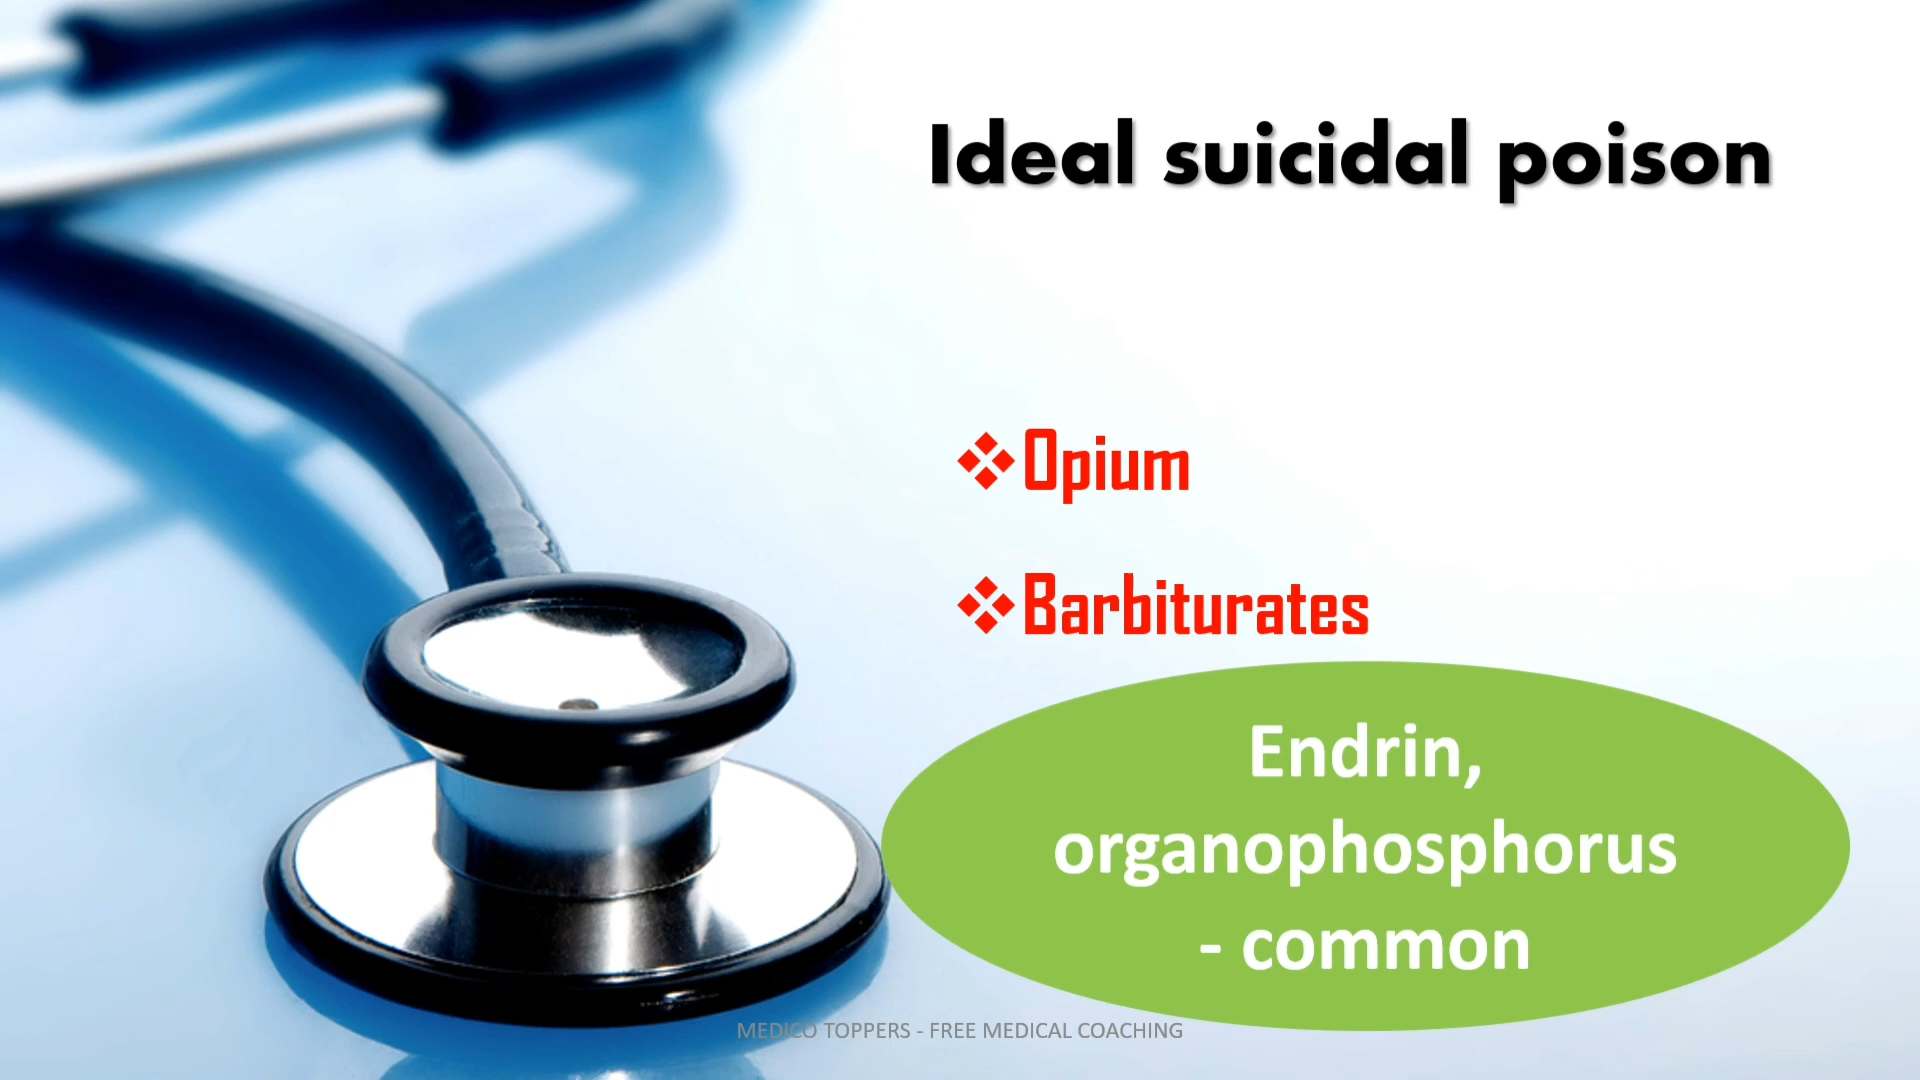 Ideal suicidal poison
❖Opium
❖Barbiturates
Endrin,
organophosphorus
- common
MEDICO TOPPERS - FREE MEDICAL COACHING